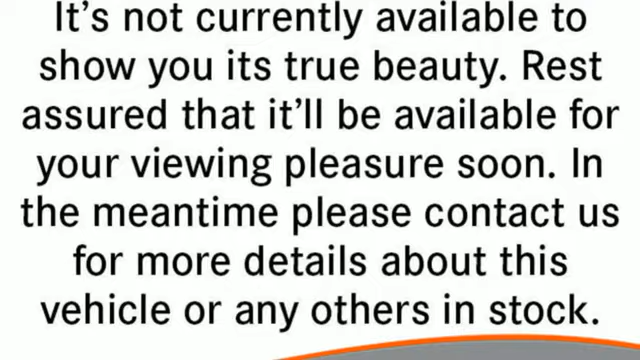 It's not currently available to
show you its true beauty. Rest
assured that it'll be available for
your viewing pleasure soon. In
the meantime please contact us
for more details about this
vehicle or any others in stock.